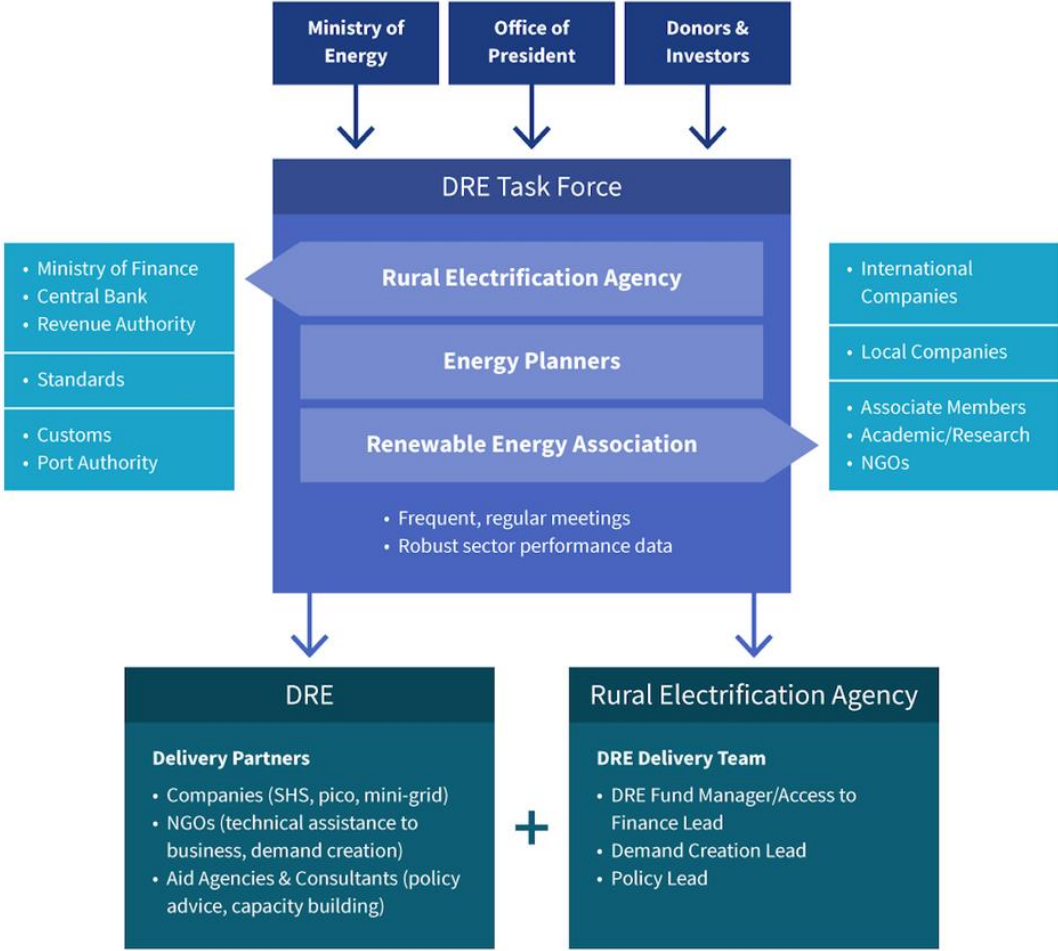 Ministry of
Energy
Office of
President
Donors &
Investors
DRE Task Force
Rural Electrification Agency
Energy Planners
Renewable Energy Association
• Frequent, regular meetings
• Robust sector performance data
• Ministry of Finance
• Central Bank
• Revenue Authority
• Standards
• Customs
• Port Authority
• International
Companies
• Local Companies
• Associate Members
• Academic/Research
• NGOs
DRE
Delivery Partners
• Companies (SHS, pico, mini-grid)
• NGOs (technical assistance to
business, demand creation)
• Aid Agencies & Consultants (policy
advice, capacity building)
+
Rural Electrification Agency
DRE Delivery Team
• DRE Fund Manager/Access to
Finance Lead
• Demand Creation Lead
• Policy Lead